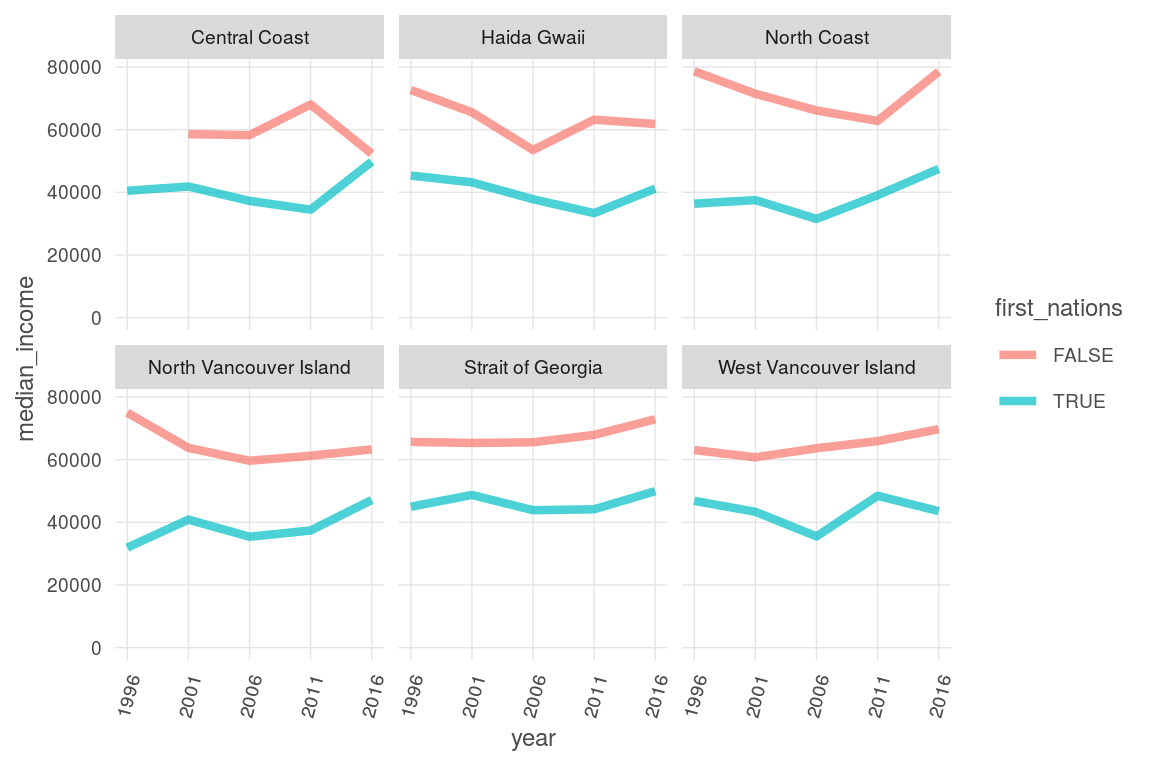 Central Coast
Haida Gwaii
North Coast
80000
60000
40000
20000
0
North Vancouver Island
Strait of Georgia
West Vancouver Island
80000
60000
40000
20000
0
1996 2001 2006 2011 2016
1996 2001 2006 2011 2016
1996 2001 2006 2011 2016
year
median_income
first_nations
FALSE
TRUE